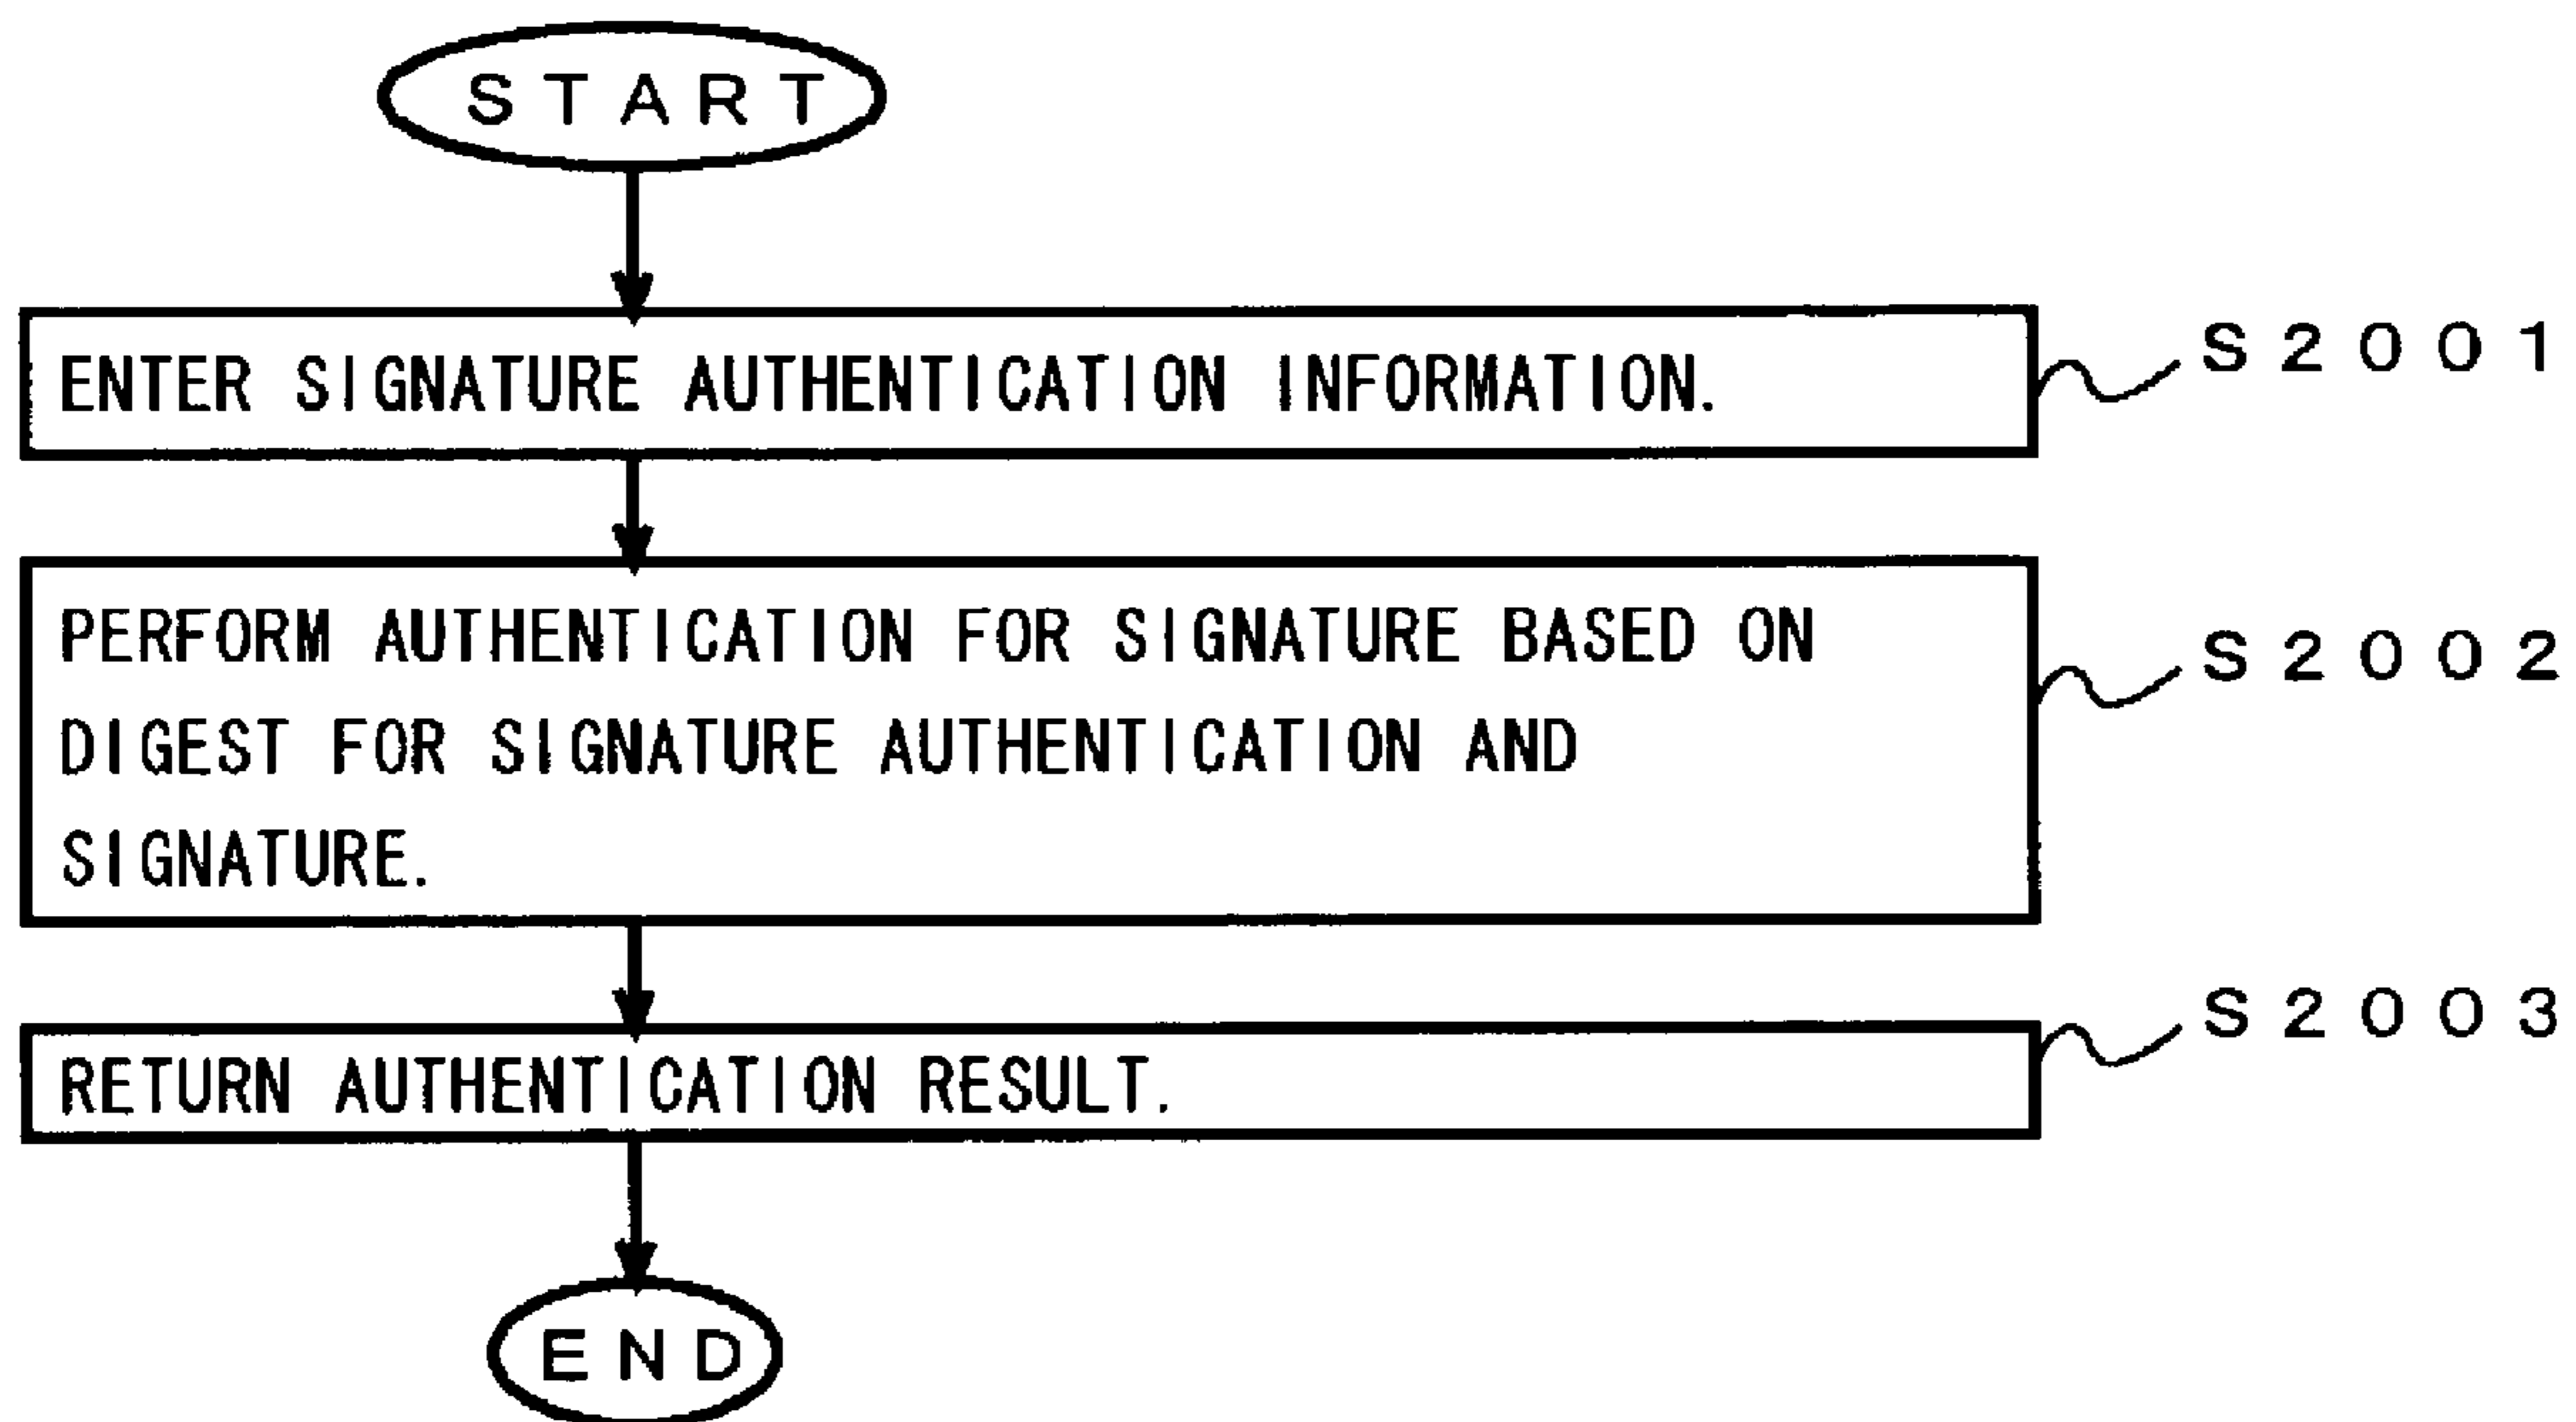 START
ENTER SIGNATURE AUTHENTICATION INFORMATION.
S2001
PERFORM AUTHENTICATION FOR SIGNATURE BASED ON
DIGEST FOR SIGNATURE AUTHENTICATION AND
SIGNATURE.
S2002
RETURN AUTHENTICATION RESULT.
S2003
END